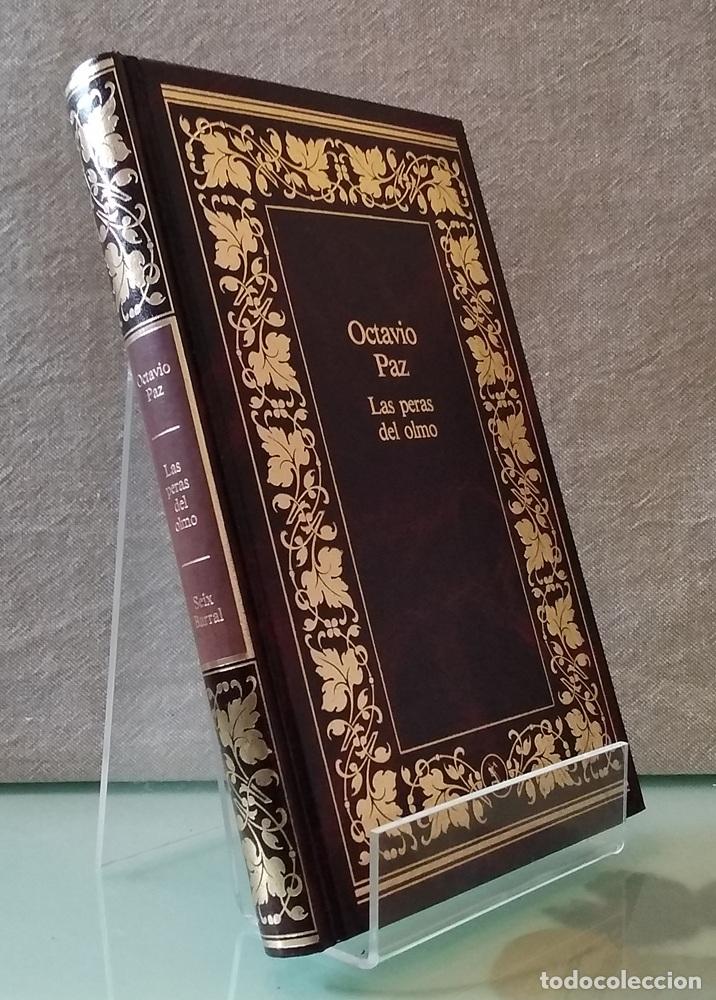 Octavio
Paz
Las peras
del olmo
Octavio
Paz
Las
peras
del
olmo
Seix
Barral
todocoleccion